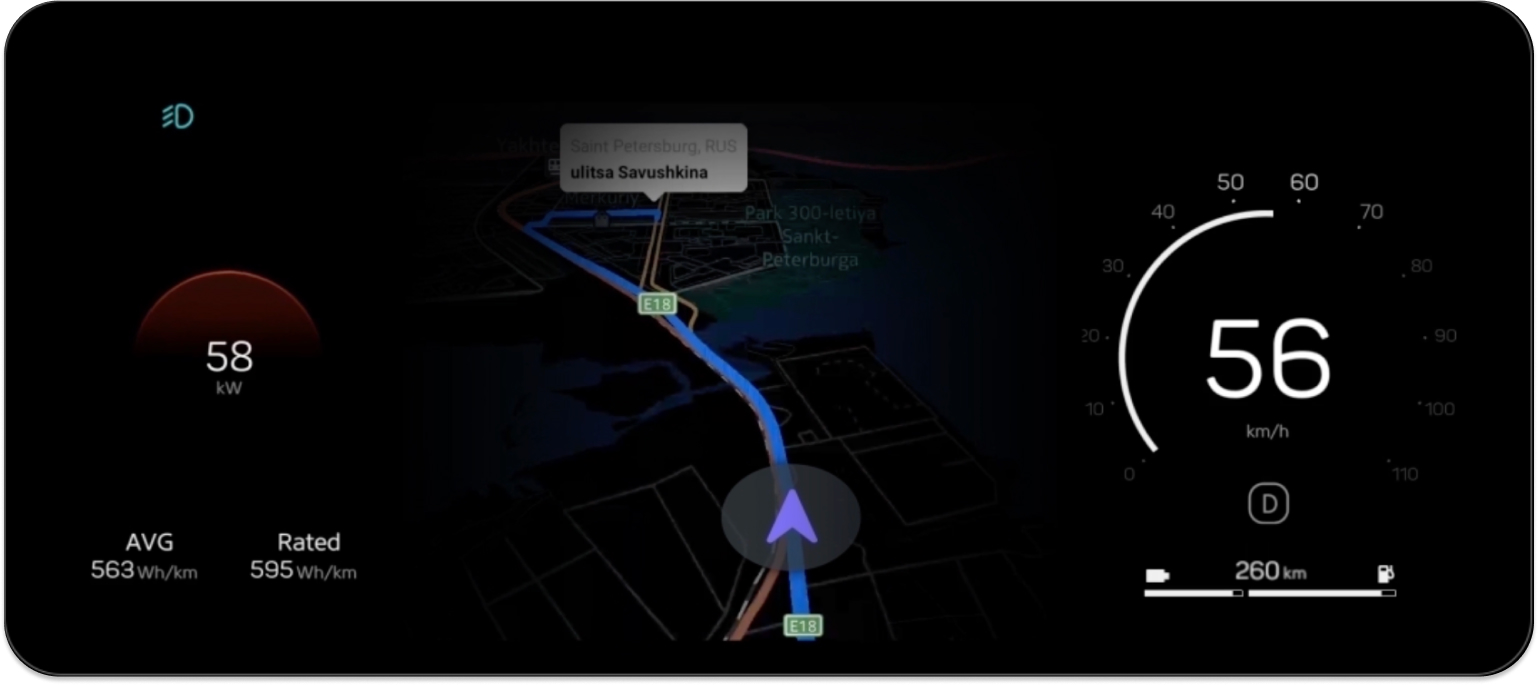 58
kW
AVG
563 Wh/km
Rated
595 Wh/km
Saint Petersburg, RUS
ulitsa Savushkina
Merkuriy
Park 300-letiya
Sankt-
Peterburga
E18
E18
0
10
20
30
40
50
60
70
80
90
100
110
56
km/h
D
260 km